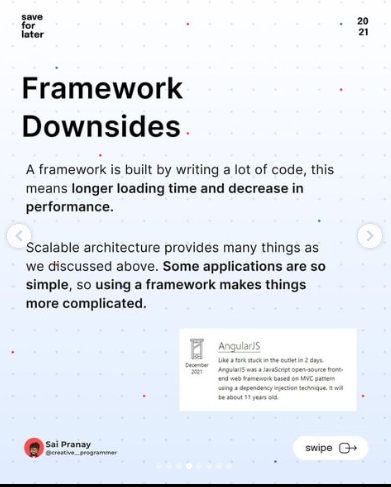 save
for
later
20
21
Framework
Downsides
A framework is built by writing a lot of code, this
means longer loading time and decrease in
performance.
Scalable architecture provides many things as
we discussed above. Some applications are so
simple, so using a framework makes things
more complicated.
December
2021
AngularJS
Like a fork stuck in the outlet in 2 days.
AngularJS was a JavaScript open-source front-
end web framework based on MVC pattern
using a dependency injection technique. It will
be about 11 years old.
Sai Pranay
@creative__programmer
swipe